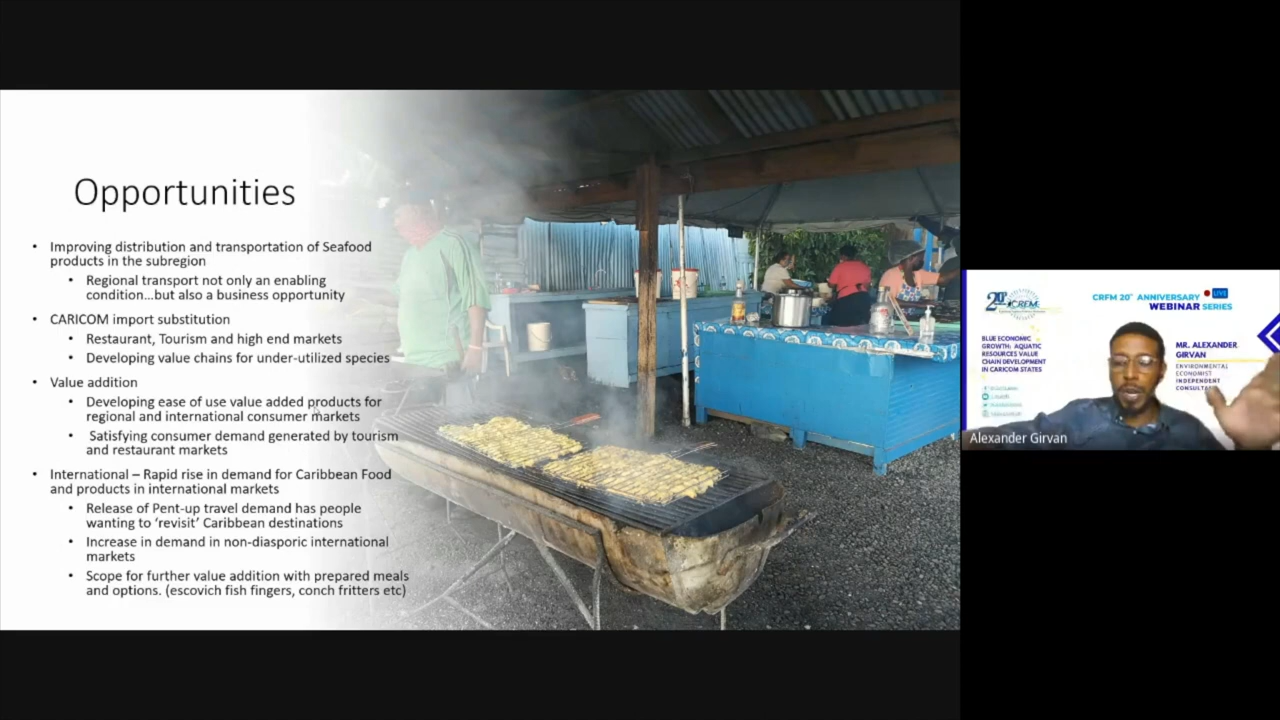 Opportunities
• Improving distribution and transportation of Seafood
products in the subregion
• Regional transport not only an enabling
condition...but also a business opportunity
• CARICOM import substitution
• Restaurant, Tourism and high end markets
• Developing value chains for under-utilized species
• Value addition
• Developing ease of use value added products for
regional and international consumer markets
• Satisfying consumer demand generated by tourism
and restaurant markets
• International – Rapid rise in demand for Caribbean Food
and products in international markets
• Release of Pent-up travel demand has people
wanting to ‘revisit’ Caribbean destinations
• Increase in demand in non-diasporic international
markets
• Scope for further value addition with prepared meals
and options. (escovich fish fingers, conch fritters etc)
20 CRFM
CRFM 20TH ANNIVERSARY LIVE
WEBINAR SERIES
BLUE ECONOMIC
GROWTH: AQUATIC
RESOURCES VALUE
CHAIN DEVELOPMENT
IN CARICOM STATES
MR. ALEXANDER
GIRVAN
ENVIRONMENTAL
ECONOMIST
INDEPENDENT
Alexander Girvan